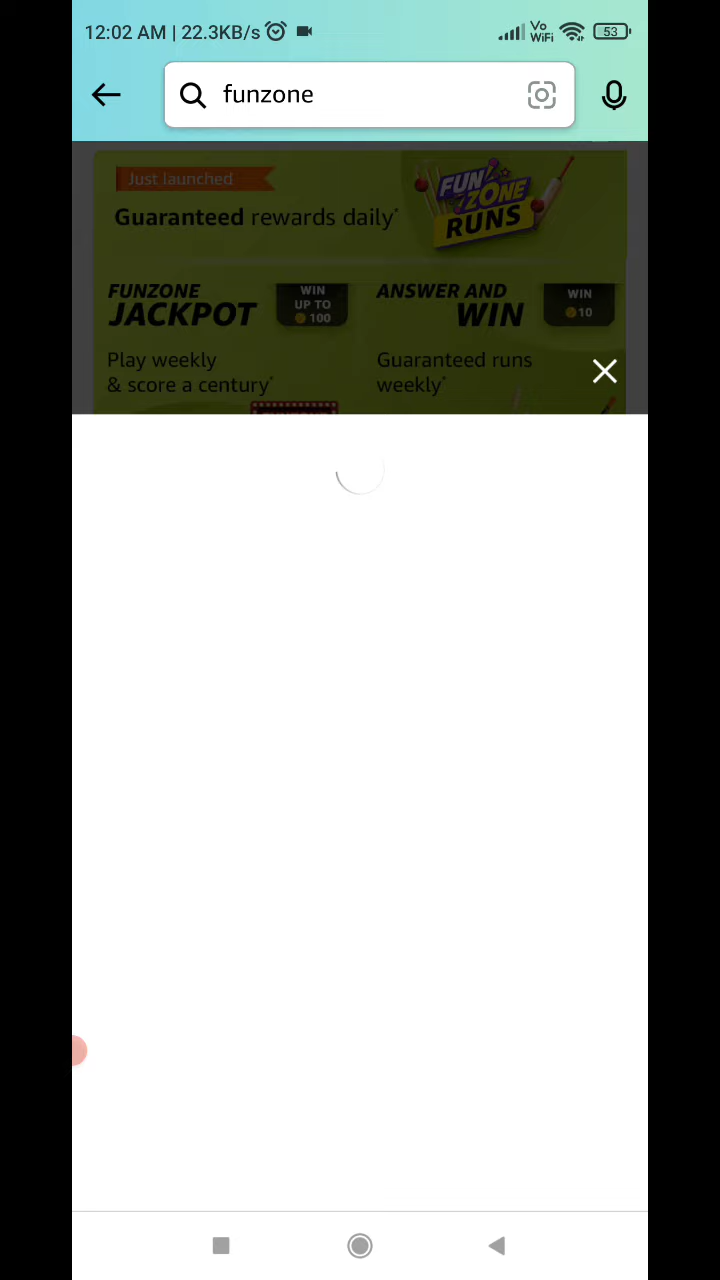 12:02 AM | 22.3KB/s
Vo
WiFi
53
funzone
Just launched
Guaranteed rewards daily*
FUN
ZONE
RUNS
FUNZONE
JACKPOT
WIN
UP TO
100
ANSWER AND
WIN
WIN
10
Play weekly
& score a century*
Guaranteed runs
weekly*